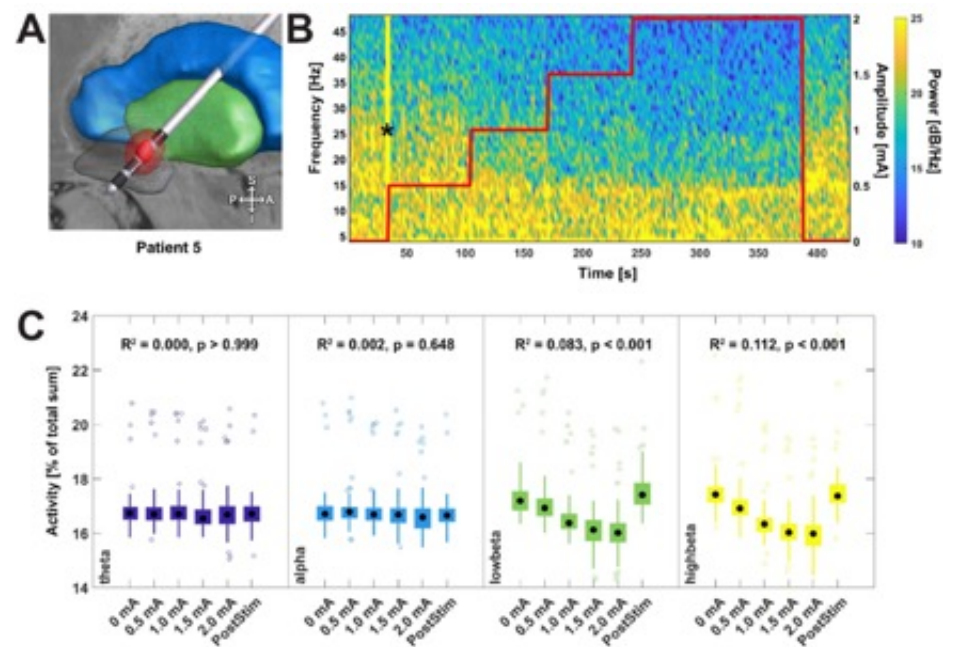 A
S
P A
I
Patient 5
B
Frequency [Hz]
45
40
35
30
25
20
15
10
5
*
50 100 150 200 250 300 350 400
Time [s]
2
1.5
1
0.5
0
Amplitude [mA]
25
20
15
10
Power [dB/Hz]
C
Activity [% of total sum]
24
22
20
18
16
14
R² = 0.000, p > 0.999
R² = 0.002, p = 0.648
R² = 0.083, p < 0.001
R² = 0.112, p < 0.001
theta
alpha
lowbeta
highbeta
0 mA 0.5 mA 1.0 mA 1.5 mA 2.0 mA PostStim
0 mA 0.5 mA 1.0 mA 1.5 mA 2.0 mA PostStim
0 mA 0.5 mA 1.0 mA 1.5 mA 2.0 mA PostStim
0 mA 0.5 mA 1.0 mA 1.5 mA 2.0 mA PostStim